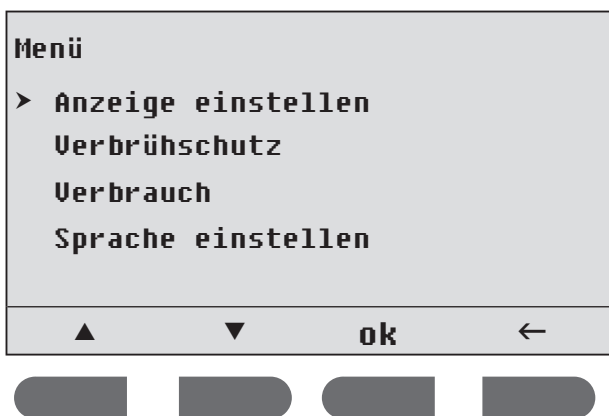 Menü
➤ Anzeige einstellen
Verbrühschutz
Verbrauch
Sprache einstellen
▲ ▼ ok ←